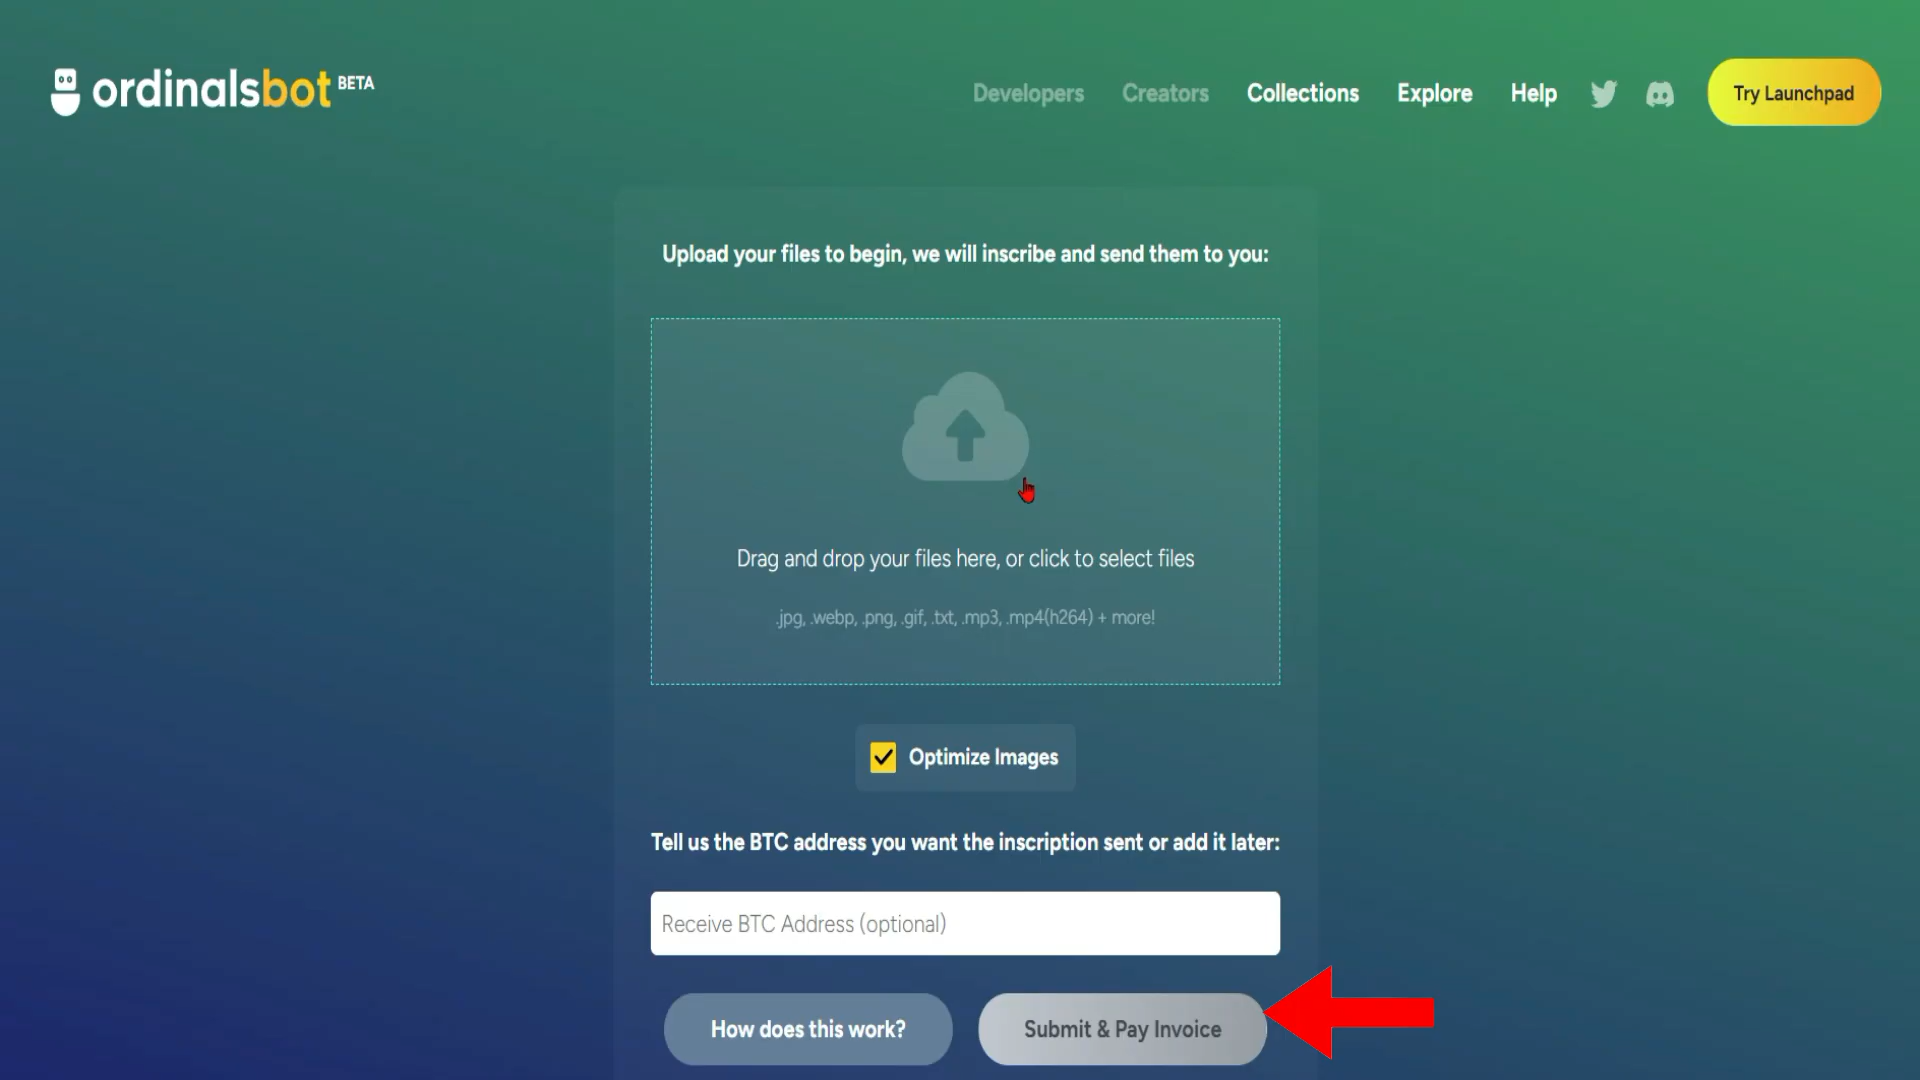 ordinalsbot BETA
Developers Creators Collections Explore Help Try Launchpad
Upload your files to begin, we will inscribe and send them to you:
Drag and drop your files here, or click to select files
.jpg, .webp, .png, .gif, .txt, .mp3, .mp4(h264) + more!
Optimize Images
Tell us the BTC address you want the inscription sent or add it later:
Receive BTC Address (optional)
How does this work? Submit & Pay Invoice